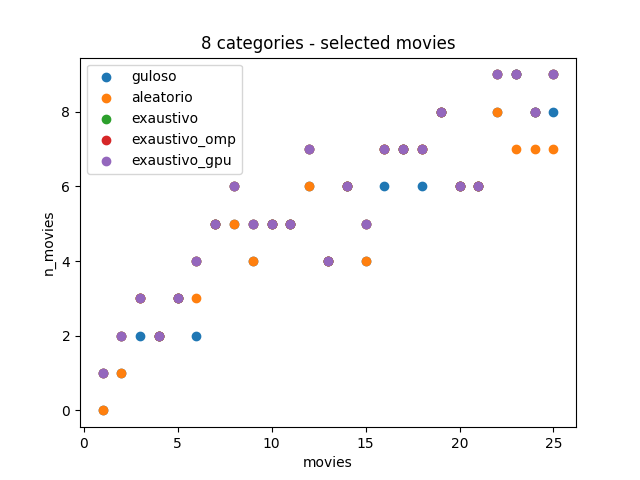 8 categories - selected movies
guloso
aleatorio
exaustivo
exaustivo_omp
exaustivo_gpu
n_movies
8
6
4
2
0
0
5
10
15
20
25
movies